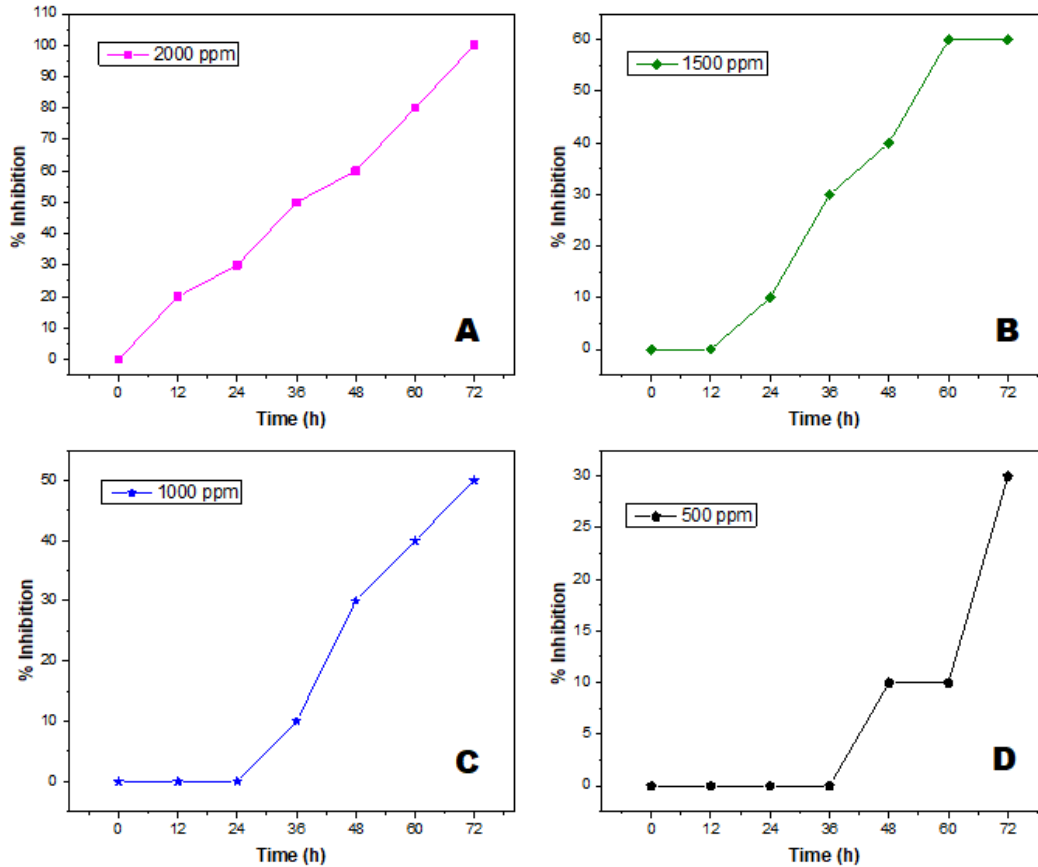 110
100
90
80
70
60
50
40
30
20
10
0
% Inhibition
2000 ppm
A
0 12 24 36 48 60 72
Time (h)
60
50
40
30
20
10
0
% Inhibition
1500 ppm
B
0 12 24 36 48 60 72
Time (h)
50
40
30
20
10
0
% Inhibition
1000 ppm
C
0 12 24 36 48 60 72
Time (h)
30
25
20
15
10
5
0
% Inhibition
500 ppm
D
0 12 24 36 48 60 72
Time (h)